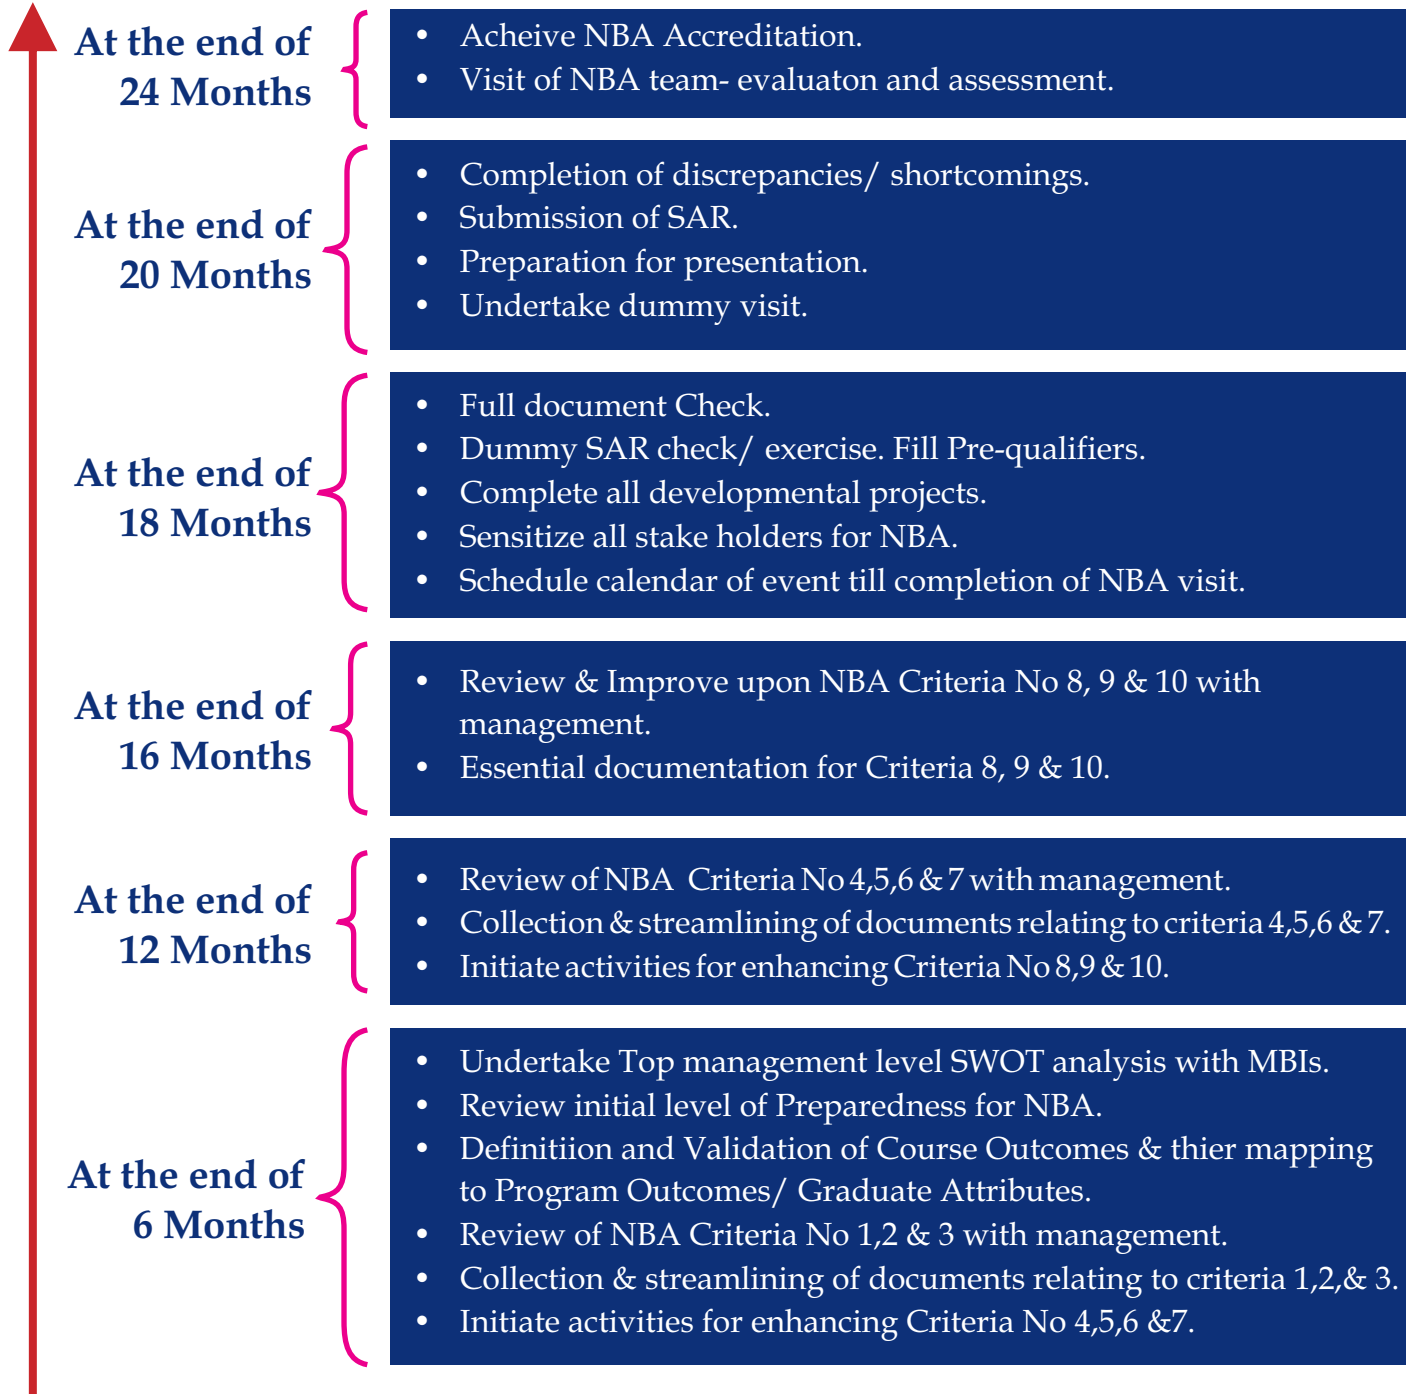 At the end of
24 Months
• Acheive NBA Accreditation.
• Visit of NBA team- evaluaton and assessment.
At the end of
20 Months
• Completion of discrepancies/ shortcomings.
• Submission of SAR.
• Preparation for presentation.
• Undertake dummy visit.
At the end of
18 Months
• Full document Check.
• Dummy SAR check/ exercise. Fill Pre-qualifiers.
• Complete all developmental projects.
• Sensitize all stake holders for NBA.
• Schedule calendar of event till completion of NBA visit.
At the end of
16 Months
• Review & Improve upon NBA Criteria No 8, 9 & 10 with
management.
• Essential documentation for Criteria 8, 9 & 10.
At the end of
12 Months
• Review of NBA Criteria No 4,5,6 & 7 with management.
• Collection & streamlining of documents relating to criteria 4,5,6 & 7.
• Initiate activities for enhancing Criteria No 8,9 & 10.
At the end of
6 Months
• Undertake Top management level SWOT analysis with MBIs.
• Review initial level of Preparedness for NBA.
• Definitiion and Validation of Course Outcomes & thier mapping
to Program Outcomes/ Graduate Attributes.
• Review of NBA Criteria No 1,2 & 3 with management.
• Collection & streamlining of documents relating to criteria 1,2,& 3.
• Initiate activities for enhancing Criteria No 4,5,6 &7.